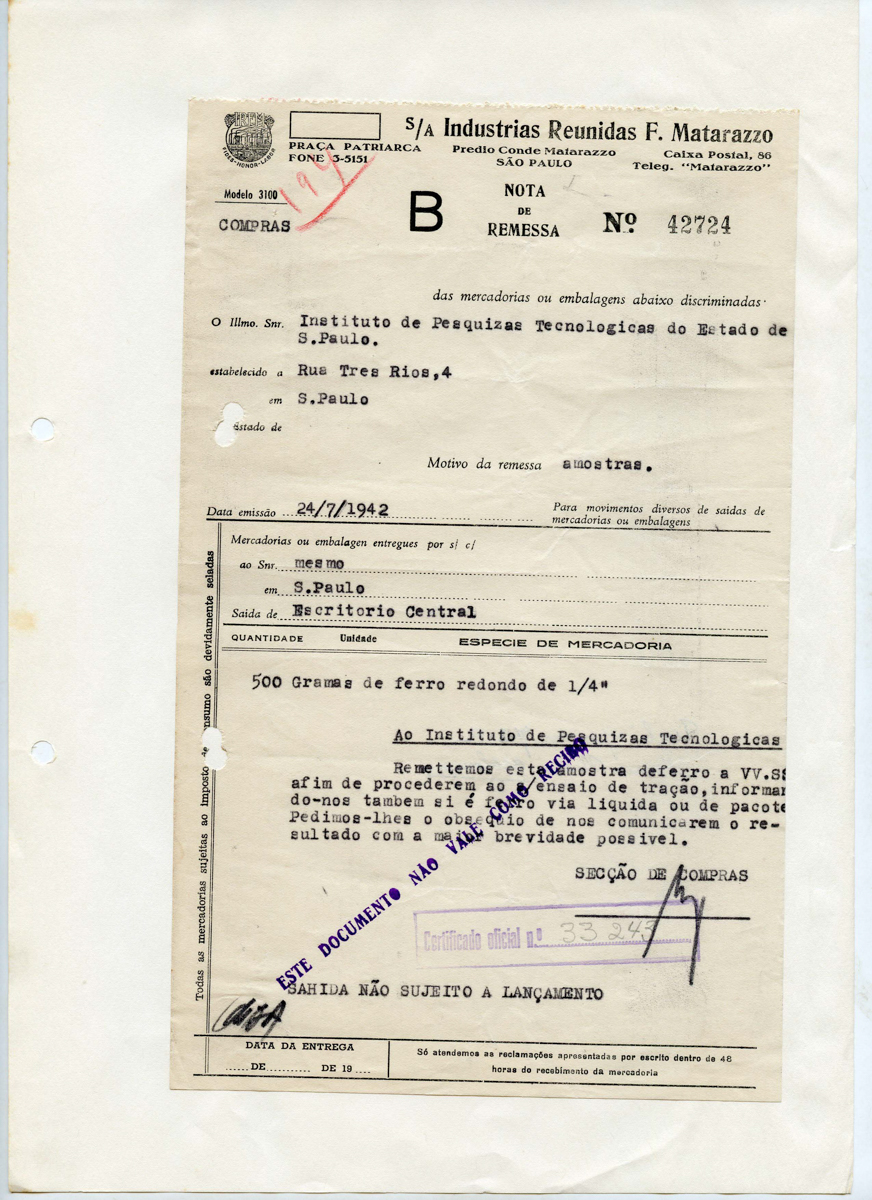 S/A Industrias Reunidas F. Matarazzo
PRAÇA PATRIARCA
FONE 3-5151
Predio Conde Matarazzo
SÃO PAULO
Caixa Postal, 86
Teleg. "Matarazzo"
FIDES-HONOR-LABOR
Modelo 3100
194
COMPRAS
B
NOTA
DE
REMESSA
Nº. 42724
das mercadorias ou embalagens abaixo discriminadas.
O Illmo. Snr. Instituto de Pesquizas Tecnologicas do Estado de
S.Paulo.
estabelecido a Rua Tres Rios,4
em S.Paulo
Estado de
Motivo da remessa amostras.
Data emissão 24/7/1942
Para movimentos diversos de saidas de
mercadorias ou embalagens
Mercadorias ou embalagen entregues por s/ c/
ao Snr. mesmo
em S.Paulo
Saida de Escritorio Central
QUANTIDADE Unidade ESPECIE DE MERCADORIA
500 Gramas de ferro redondo de 1/4"
Ao Instituto de Pesquizas Tecnologicas
Remettemos esta amostra deferro a VV.SS
afim de procederem ao ensaio de tração,informan
do-nos tambem si é ferro via liquida ou de pacote
Pedimos-lhes o obsequio de nos comunicarem o re-
sultado com a maior brevidade possivel.
SECÇÃO DE COMPRAS
ESTE DOCUMENTO NÃO VALE COMO RECIBO
Certificado oficial n.º 33 243
SAHIDA NÃO SUJEITO A LANÇAMENTO
Todas as mercadorias sujeitas ao imposto de consumo são devidamente seladas
DATA DA ENTREGA
DE DE 19
Só atendemos as reclamações apresentadas por escrito dentro de 48
horas do recebimento da mercadoria